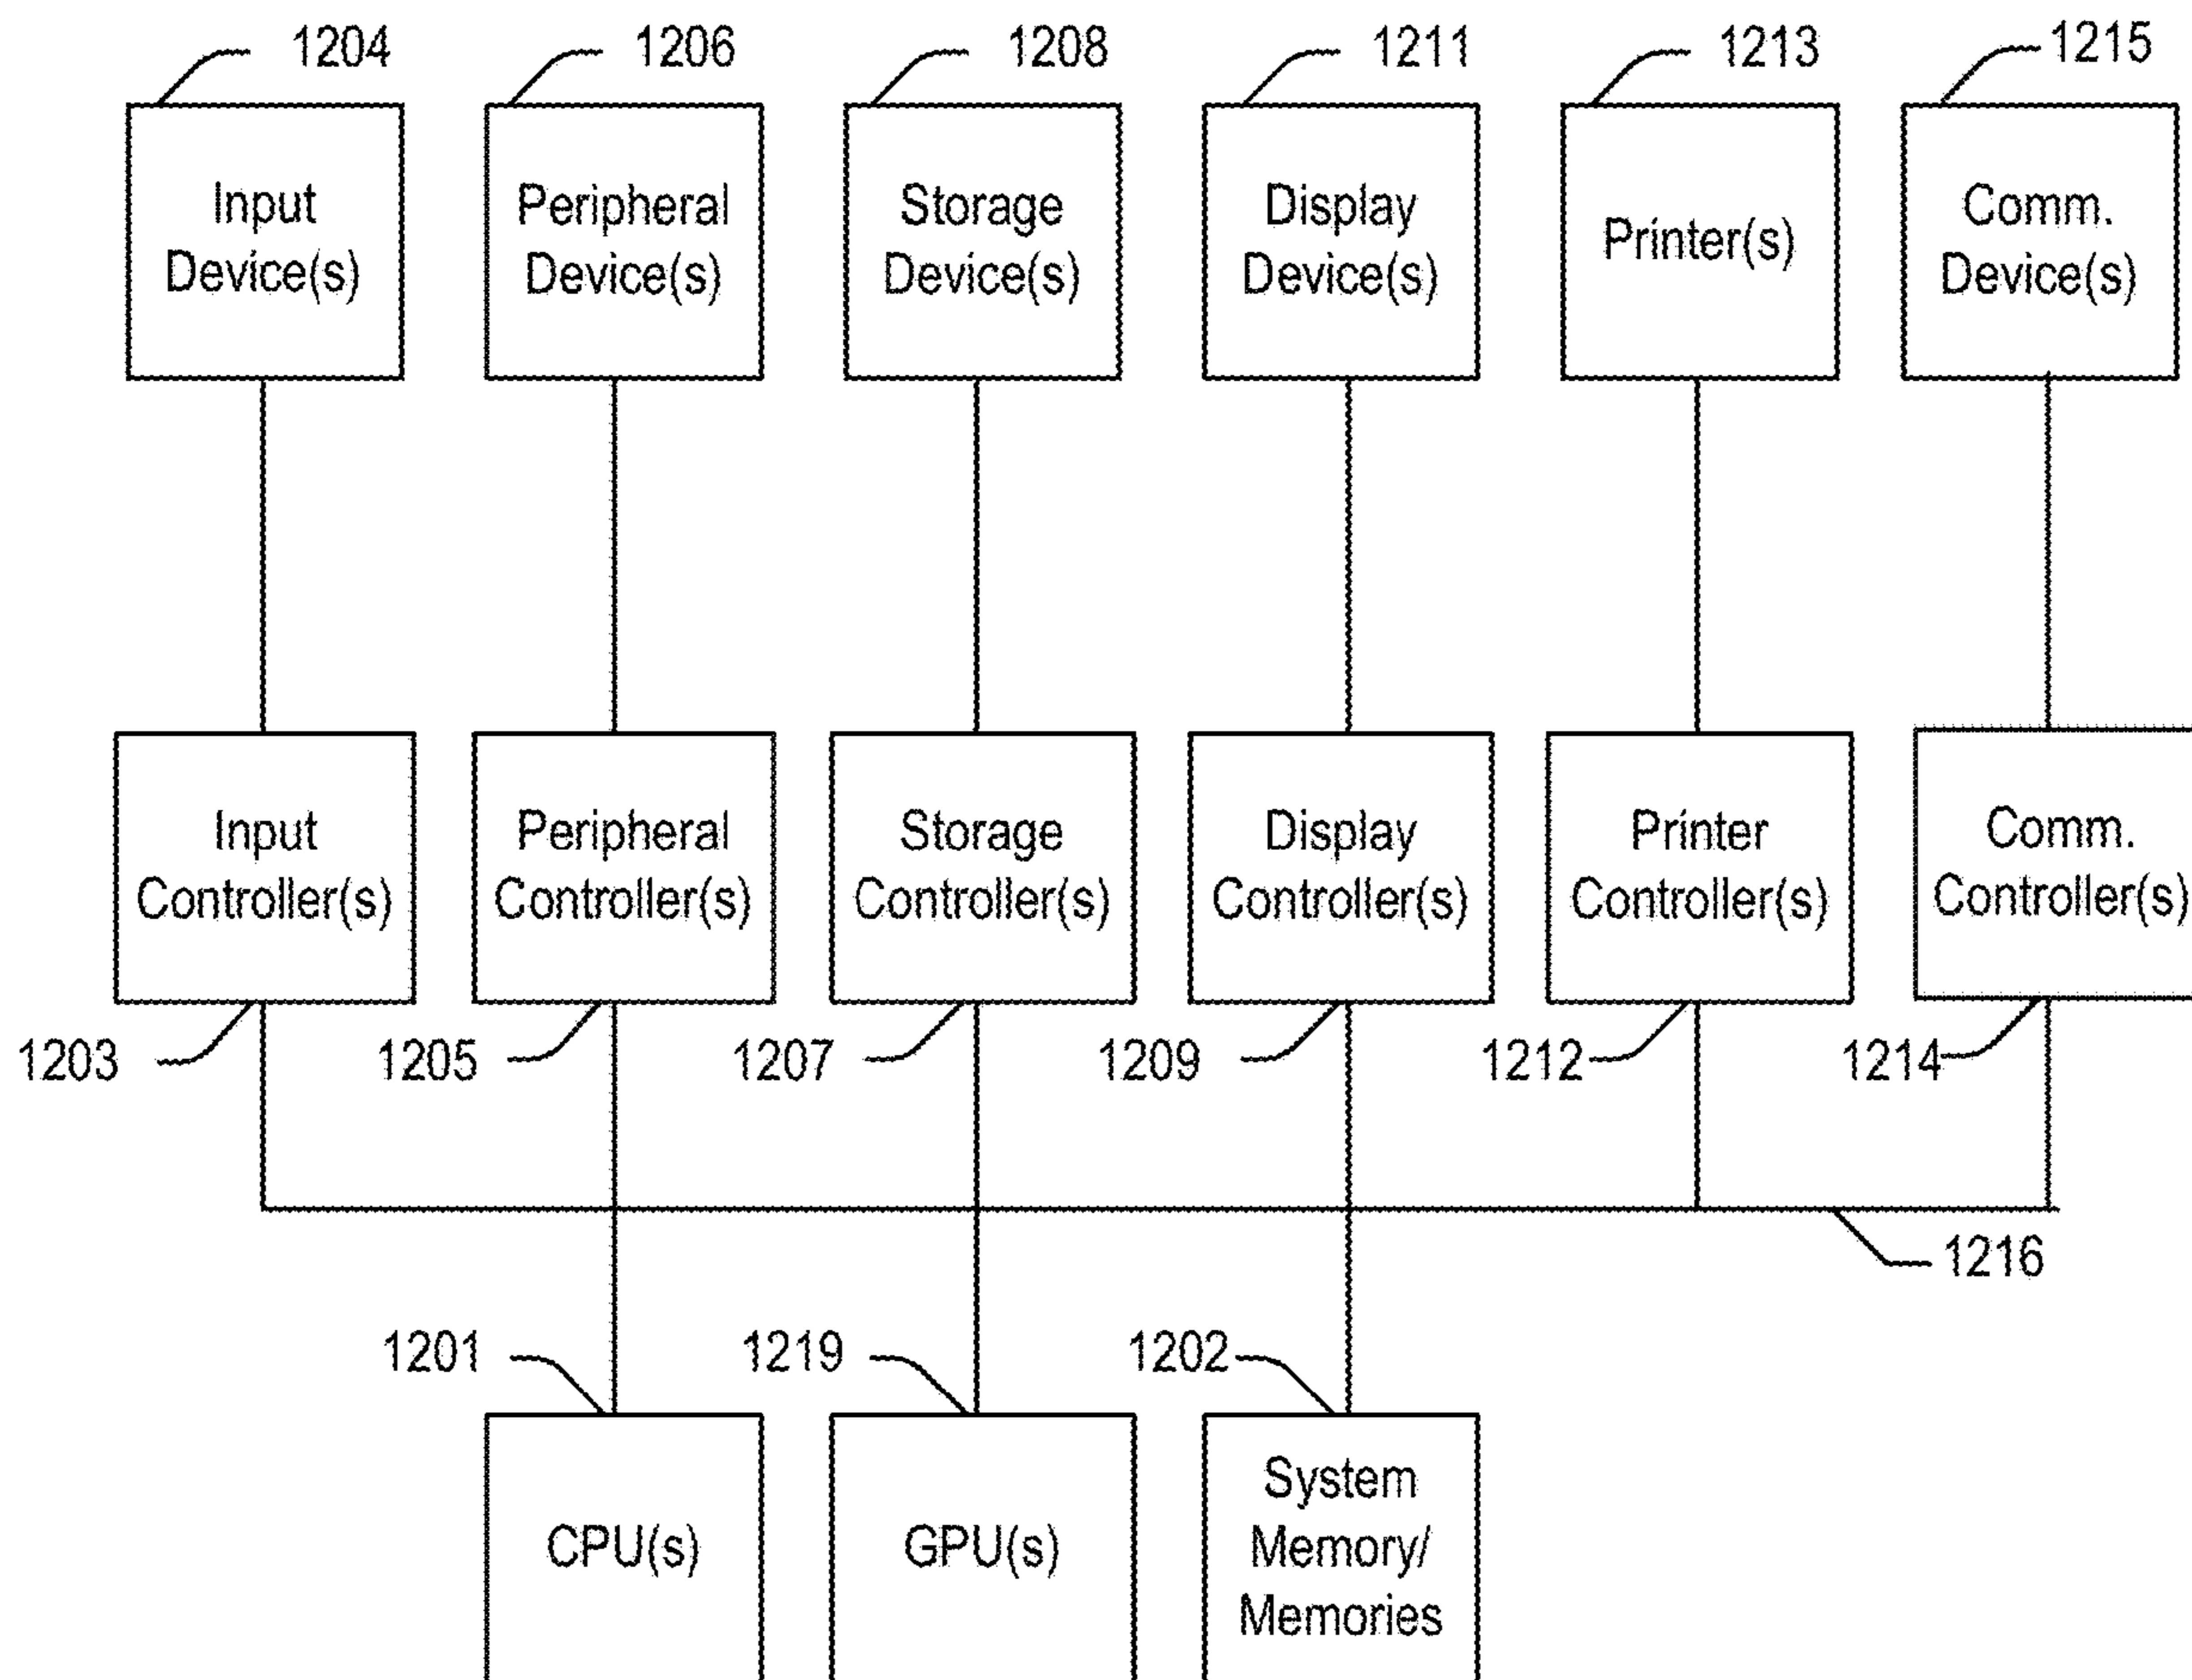 1204
1206
1208
1211
1213
1215
Input
Device(s)
Peripheral
Device(s)
Storage
Device(s)
Display
Device(s)
Printer(s)
Comm.
Device(s)
Input
Controller(s)
Peripheral
Controller(s)
Storage
Controller(s)
Display
Controller(s)
Printer
Controller(s)
Comm.
Controller(s)
1203
1205
1207
1209
1212
1214
1216
1201
1219
1202
CPU(s)
GPU(s)
System
Memory/
Memories